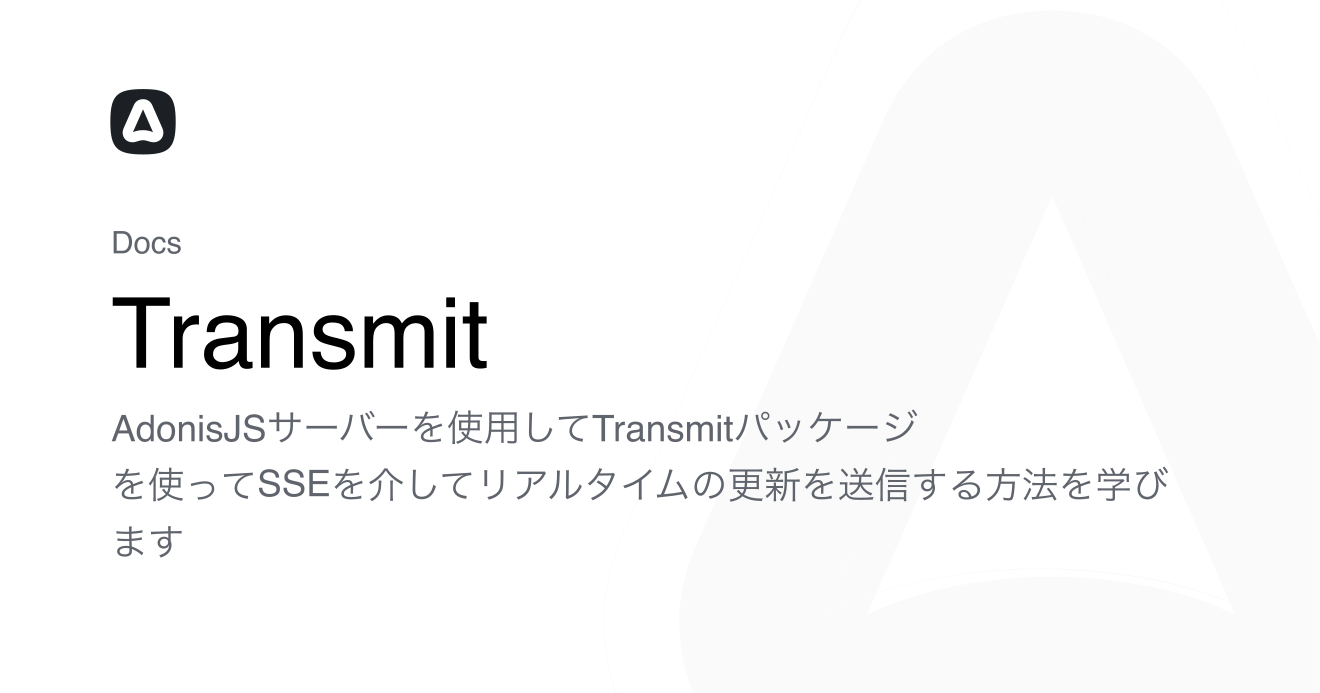 Docs
Transmit
AdonisJSサーバーを使用してTransmitパッケージ
を使ってSSEを介してリアルタイムの更新を送信する方法を学び
ます